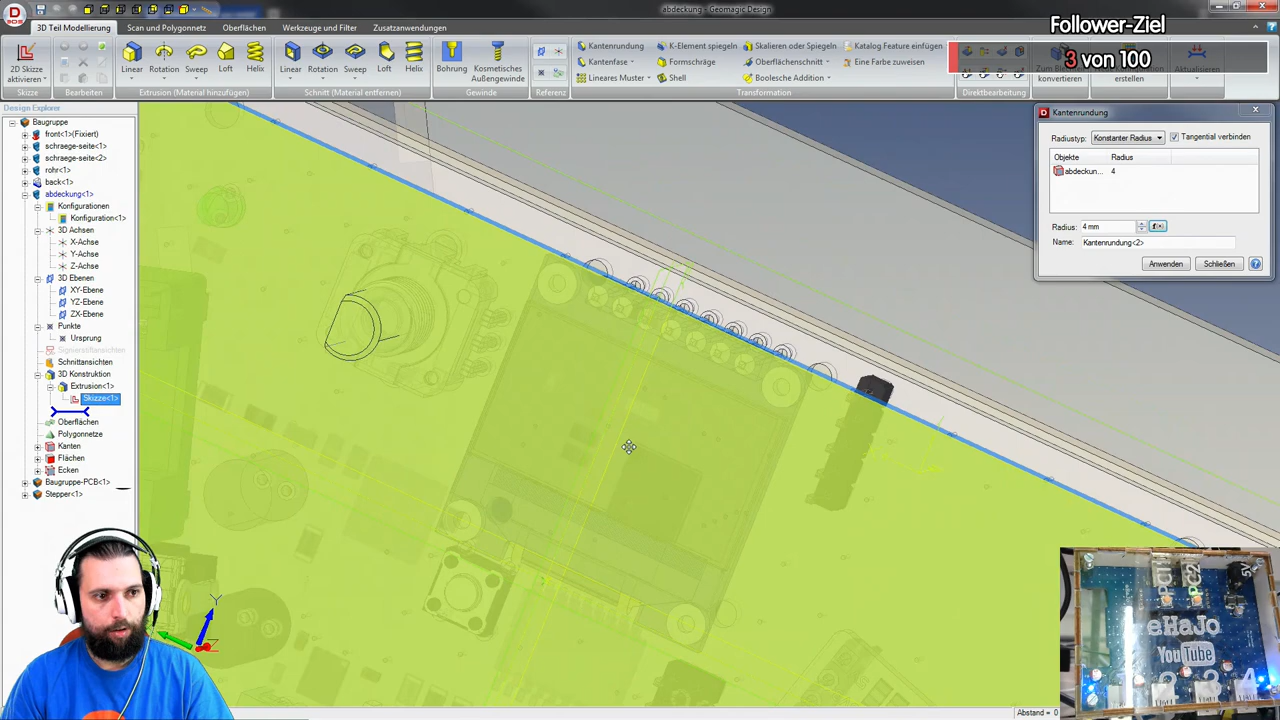 abdeckung - Geomagic Design
3D Teil Modellierung
Scan und Polygonnetz
Oberflächen
Werkzeuge und Filter
Zusatzanwendungen
Follower-Ziel
3 von 100
2D Skizze aktivieren
Linear
Rotation
Sweep
Loft
Helix
Linear
Rotation
Sweep
Loft
Helix
Bohrung
Kosmetisches Außengewinde
Kantenrundung
Kantenfase
Lineares Muster
K-Element spiegeln
Formschräge
Shell
Skalieren oder Spiegeln
Oberflächenschnitt
Boolesche Addition
Katalog Feature einfügen
Eine Farbe zuweisen
konvertieren
erstellen
Aktualisieren
Skizze
Bearbeiten
Extrusion (Material hinzufügen)
Schnitt (Material entfernen)
Gewinde
Referenz
Transformation
Direktbearbeitung
Design Explorer
Baugruppe
front<1>(Fixiert)
schraege-seite<1>
schraege-seite<2>
rohr<1>
back<1>
abdeckung<1>
Konfigurationen
Konfiguration<1>
3D Achsen
X-Achse
Y-Achse
Z-Achse
3D Ebenen
XY-Ebene
YZ-Ebene
ZX-Ebene
Punkte
Ursprung
Schnittansichten
3D Konstruktion
Extrusion<1>
Skizze<1>
Oberflächen
Polygonnetze
Kanten
Flächen
Ecken
Baugruppe-PCB<1>
Stepper<1>
Kantenrundung
Radiustyp:
Konstanter Radius
Tangential verbinden
Objekte
Radius
abdeckun...
4
Radius:
4 mm
f(x)
Name:
Kantenrundung<2>
Anwenden
Schließen
PC1
PC2
5V
eHaJo
YouTube
2 3 4
Abstand = 0